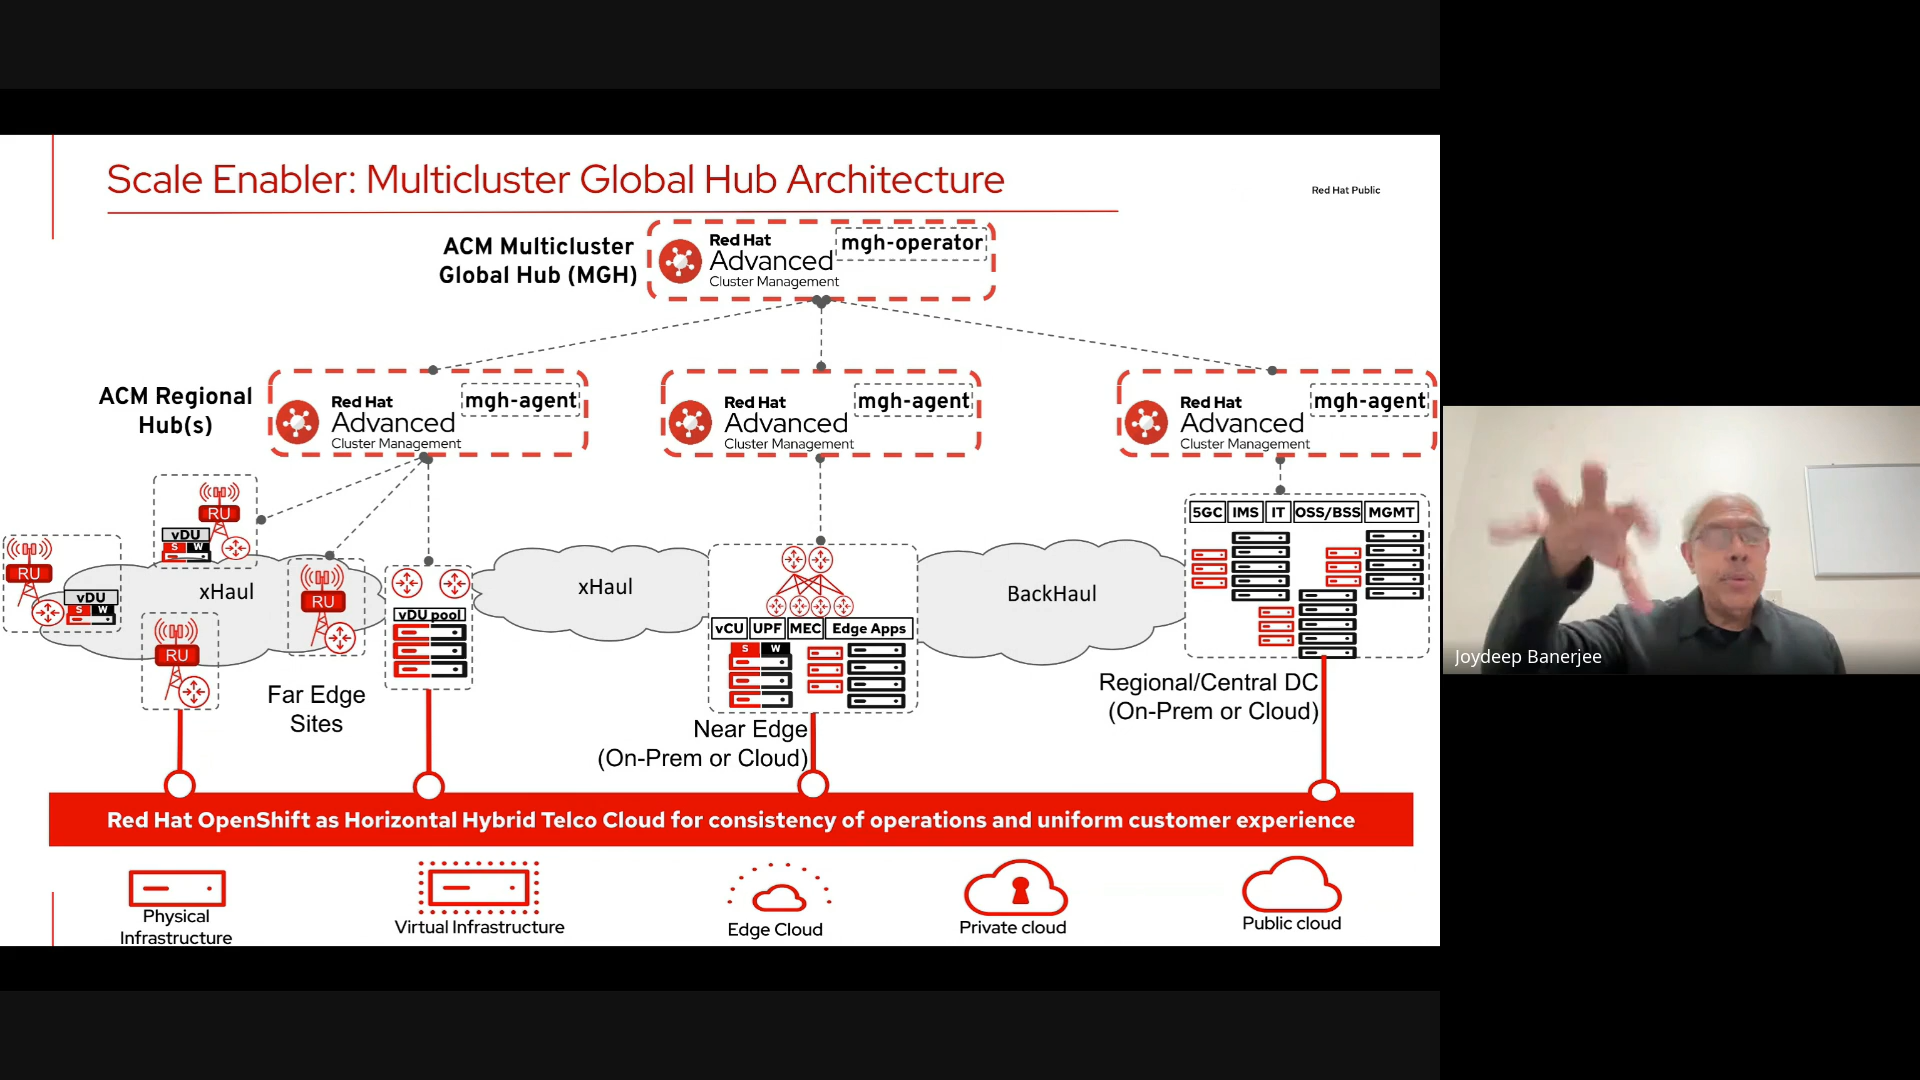 Scale Enabler: Multicluster Global Hub Architecture
Red Hat Public
ACM Multicluster
Global Hub (MGH)
Red Hat
Advanced
Cluster Management
mgh-operator
ACM Regional
Hub(s)
Red Hat
Advanced
Cluster Management
mgh-agent
Red Hat
Advanced
Cluster Management
mgh-agent
Red Hat
Advanced
Cluster Management
mgh-agent
RU
vDU
S W
RU
vDU
S W
xHaul
RU
RU
Far Edge
Sites
vDU pool
xHaul
vCU UPF MEC Edge Apps
S W
Near Edge
(On-Prem or Cloud)
BackHaul
5GC IMS IT OSS/BSS MGMT
Regional/Central DC
(On-Prem or Cloud)
Joydeep Banerjee
Red Hat OpenShift as Horizontal Hybrid Telco Cloud for consistency of operations and uniform customer experience
Physical
Infrastructure
Virtual Infrastructure
Edge Cloud
Private cloud
Public cloud